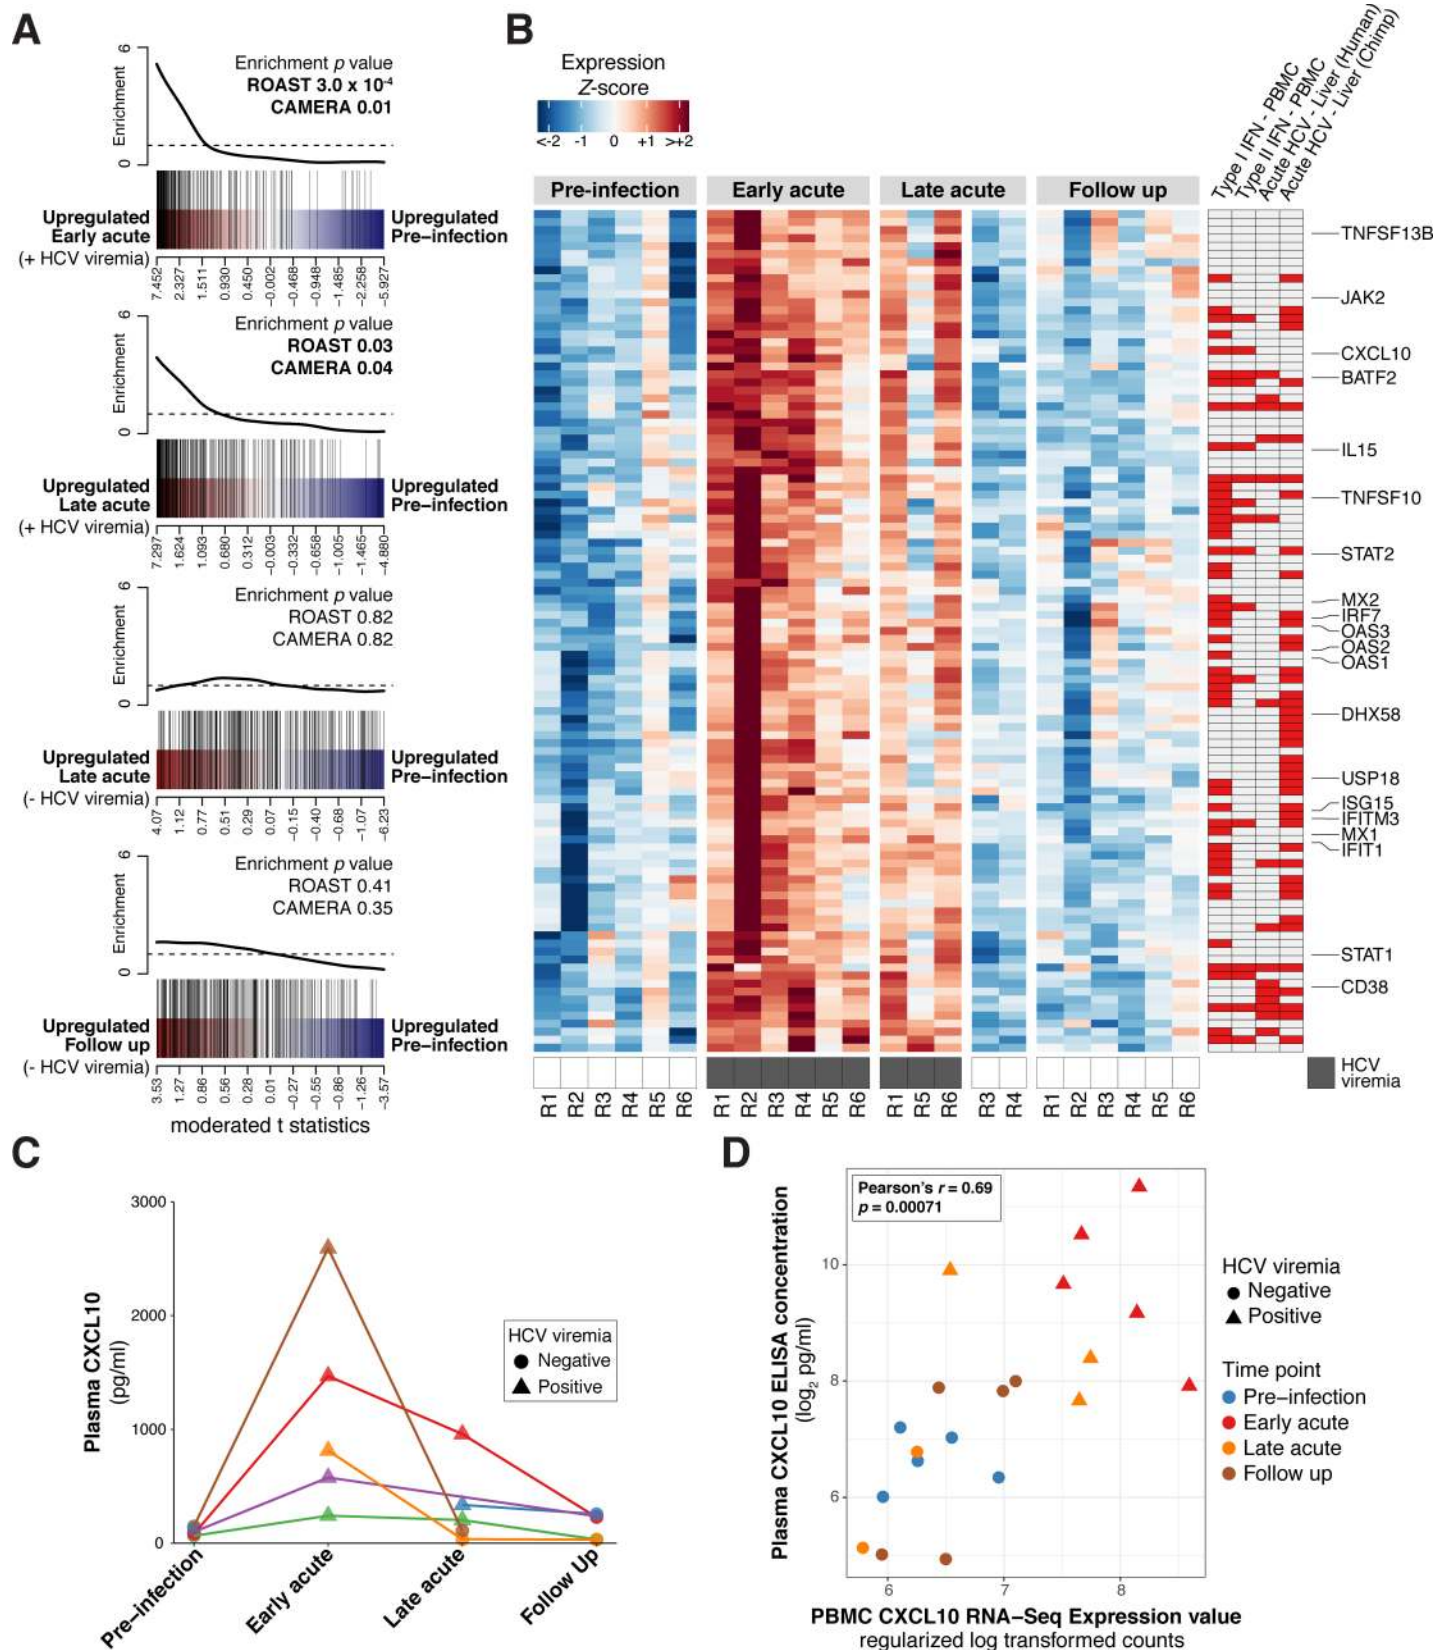 A
6
Enrichment
0
Enrichment p value
ROAST 3.0 x 10-4
CAMERA 0.01
Upregulated
Early acute
(+ HCV viremia)
Upregulated
Pre−infection
7.452
2.327
1.511
0.930
0.450
−0.002
−0.468
−0.948
−1.485
−2.258
−5.927
6
Enrichment
0
Enrichment p value
ROAST 0.03
CAMERA 0.04
Upregulated
Late acute
(+ HCV viremia)
Upregulated
Pre−infection
7.297
1.624
1.093
0.680
0.312
−0.003
−0.332
−0.658
−1.005
−1.465
−4.880
6
Enrichment
0
Enrichment p value
ROAST 0.82
CAMERA 0.82
Upregulated
Late acute
(- HCV viremia)
Upregulated
Pre−infection
4.07
1.12
0.77
0.51
0.29
0.07
−0.15
−0.40
−0.68
−1.07
−6.23
6
Enrichment
0
Enrichment p value
ROAST 0.41
CAMERA 0.35
Upregulated
Follow up
(- HCV viremia)
Upregulated
Pre−infection
3.53
1.27
0.86
0.56
0.28
0.01
−0.27
−0.55
−0.86
−1.26
−3.57
moderated t statistics
B
Expression
Z-score
<-2 -1 0 +1 >+2
Type I IFN - PBMC
Type II IFN - PBMC
Acute HCV - Liver (Human)
Acute HCV - Liver (Chimp)
Pre-infection Early acute Late acute Follow up
TNFSF13B
JAK2
CXCL10
BATF2
IL15
TNFSF10
STAT2
MX2
IRF7
OAS3
OAS2
OAS1
DHX58
USP18
ISG15
IFITM3
MX1
IFIT1
STAT1
CD38
HCV
viremia
R1 R2 R3 R4 R5 R6 R1 R2 R3 R4 R5 R6 R1 R5 R6 R3 R4 R1 R2 R3 R4 R5 R6
C
Plasma CXCL10
(pg/ml)
3000
2000
1000
0
HCV viremia
Negative
Positive
Pre−infection
Early acute
Late acute
Follow Up
D
Plasma CXCL10 ELISA concentration
(log2 pg/ml)
Pearson's r = 0.69
p = 0.00071
10
8
6
6 7 8
PBMC CXCL10 RNA−Seq Expression value
regularized log transformed counts
HCV viremia
Negative
Positive
Time point
Pre−infection
Early acute
Late acute
Follow up